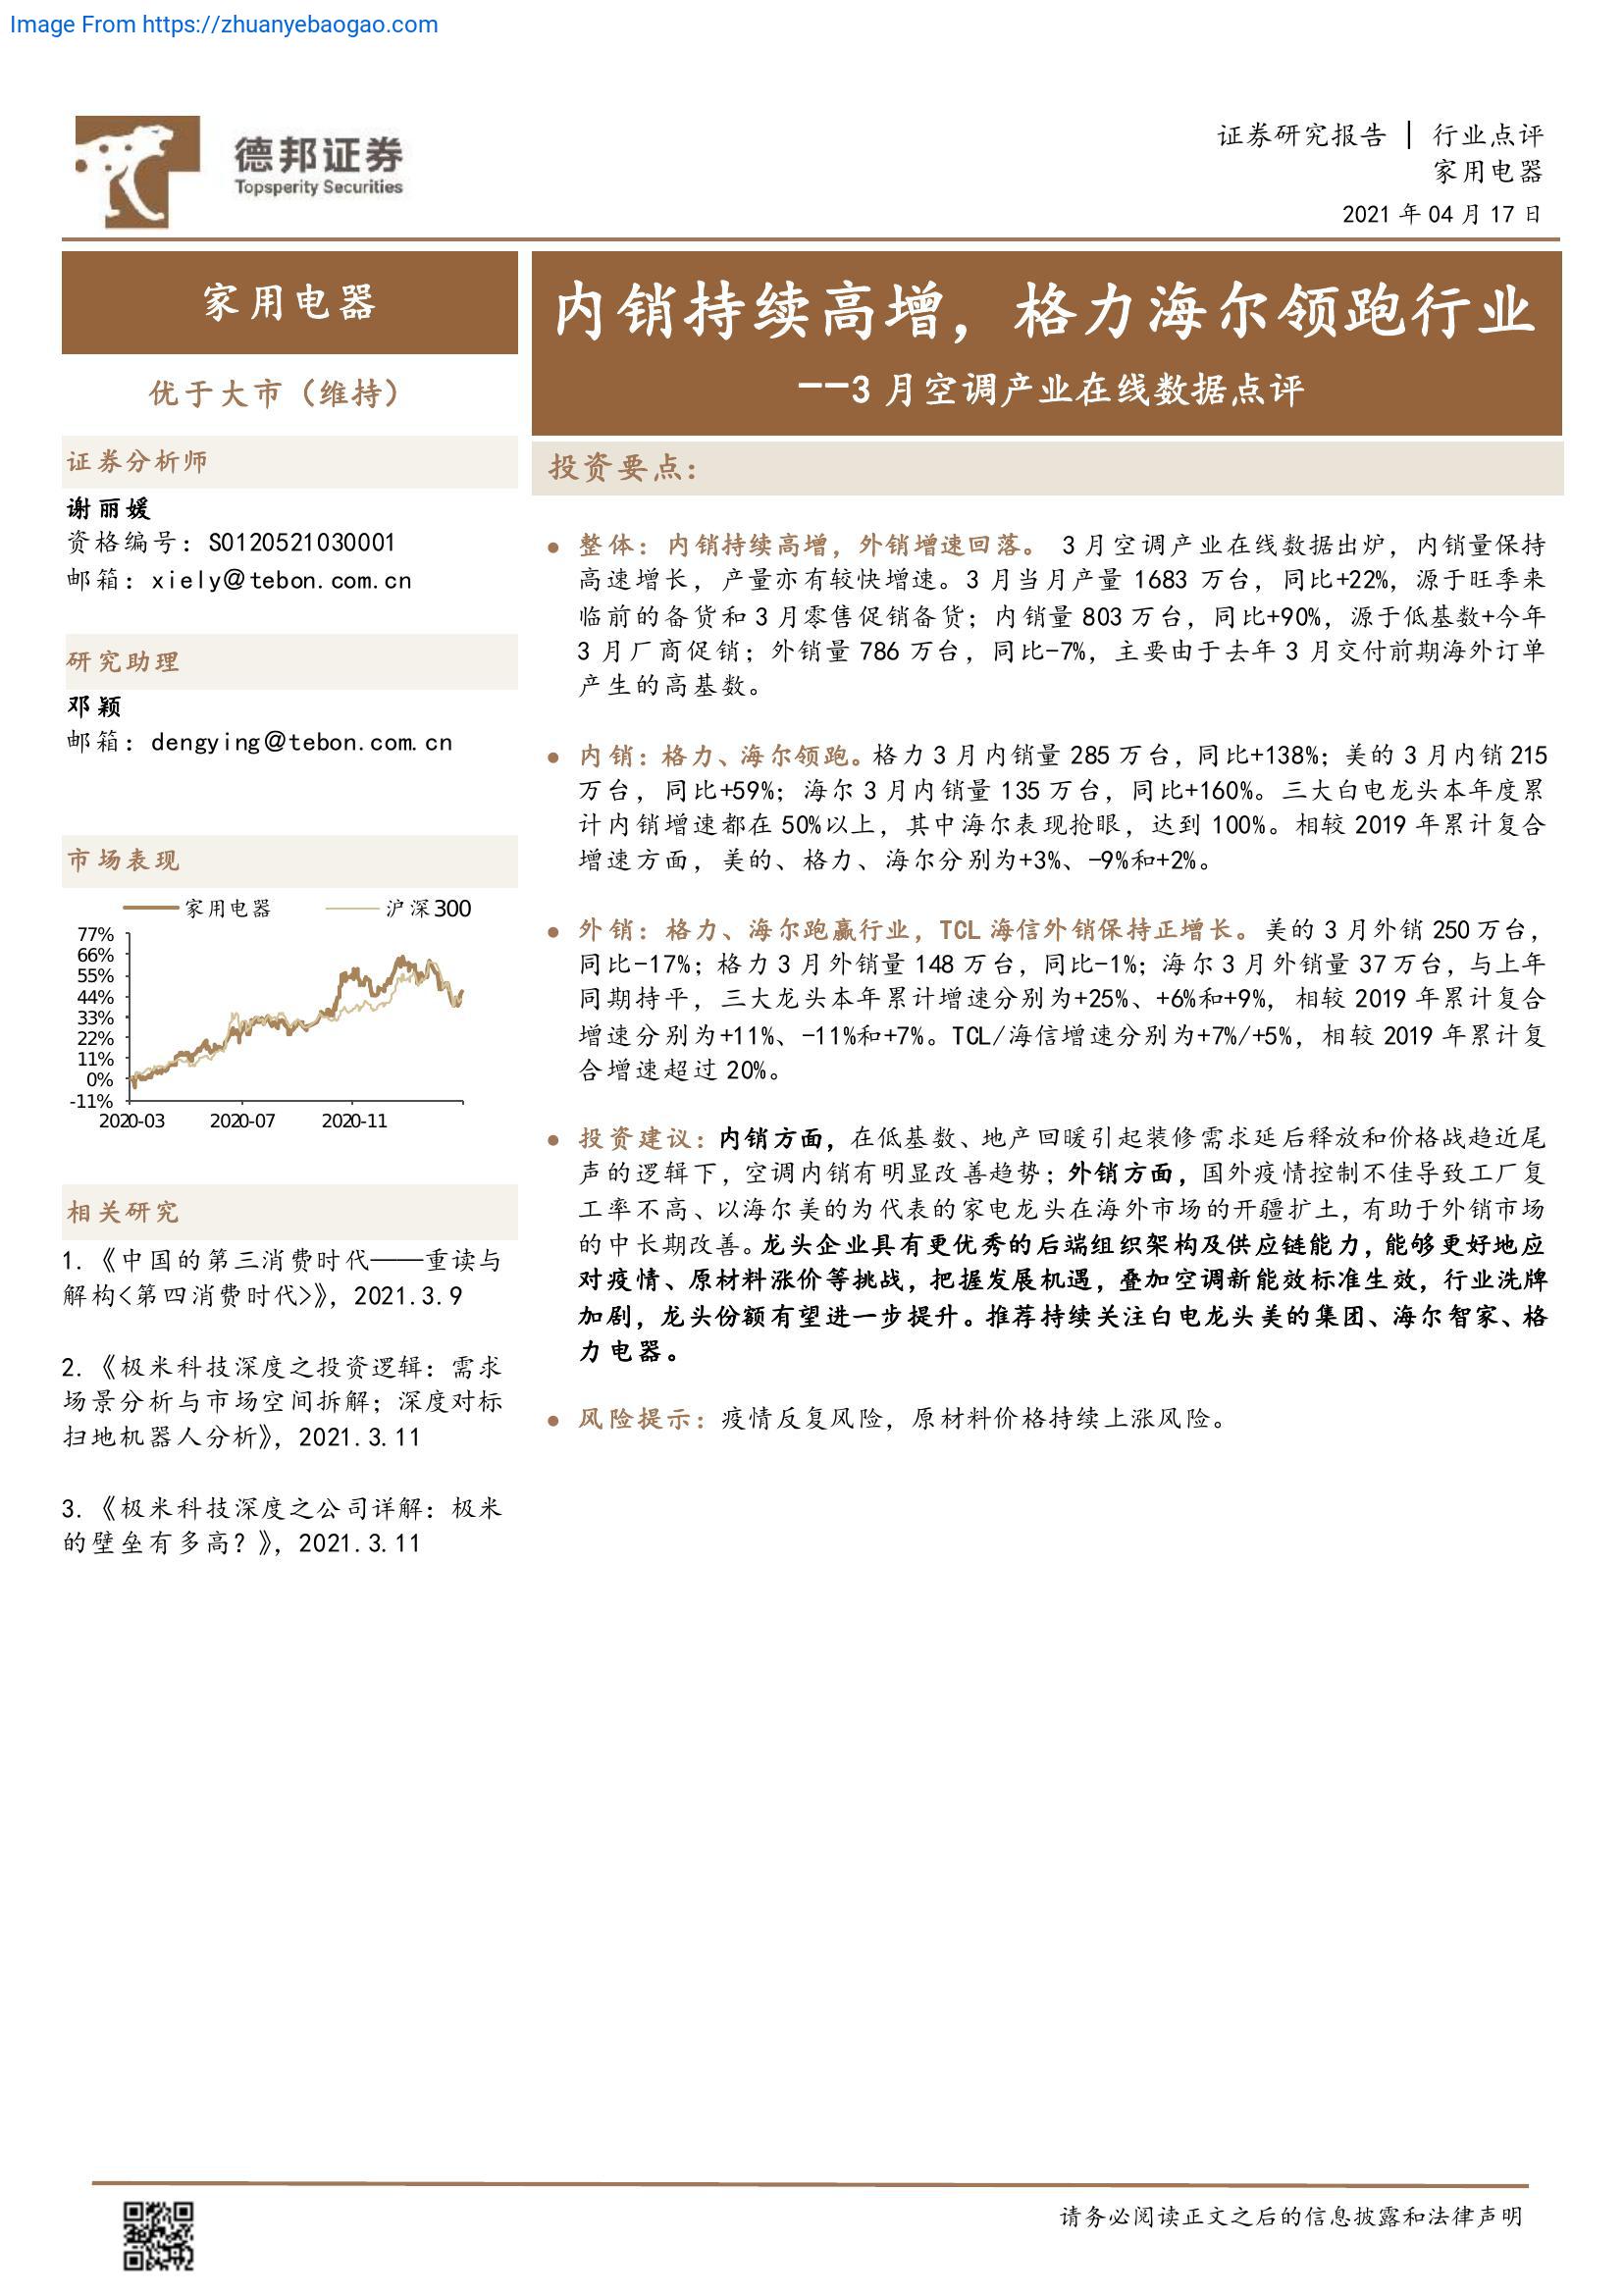 Image From https://zhuanyebaogao.com
德邦证券
Topsperity Securities
证券研究报告 | 行业点评
家用电器
2021 年 04 月 17 日
家用电器
优于大市（维持）
证券分析师
谢丽媛
资格编号：S0120521030001
邮箱：xiely@tebon.com.cn
研究助理
邓颖
邮箱：dengying@tebon.com.cn
市场表现
家用电器 沪深300
77%
66%
55%
44%
33%
22%
11%
0%
-11%
2020-03 2020-07 2020-11
相关研究
1.《中国的第三消费时代——重读与
解构<第四消费时代>》，2021.3.9
2.《极米科技深度之投资逻辑：需求
场景分析与市场空间拆解；深度对标
扫地机器人分析》，2021.3.11
3.《极米科技深度之公司详解：极米
的壁垒有多高？》，2021.3.11
内销持续高增，格力海尔领跑行业
--3 月空调产业在线数据点评
投资要点：
● 整体：内销持续高增，外销增速回落。 3 月空调产业在线数据出炉，内销量保持
高速增长，产量亦有较快增速。3 月当月产量 1683 万台，同比+22%，源于旺季来
临前的备货和 3 月零售促销备货；内销量 803 万台，同比+90%，源于低基数+今年
3 月厂商促销；外销量 786 万台，同比-7%，主要由于去年 3 月交付前期海外订单
产生的高基数。
● 内销：格力、海尔领跑。格力 3 月内销量 285 万台，同比+138%；美的 3 月内销 215
万台，同比+59%；海尔 3 月内销量 135 万台，同比+160%。三大白电龙头本年度累
计内销增速都在 50%以上，其中海尔表现抢眼，达到 100%。相较 2019 年累计复合
增速方面，美的、格力、海尔分别为+3%、-9%和+2%。
● 外销：格力、海尔跑赢行业，TCL 海信外销保持正增长。美的 3 月外销 250 万台，
同比-17%；格力 3 月外销量 148 万台，同比-1%；海尔 3 月外销量 37 万台，与上年
同期持平，三大龙头本年累计增速分别为+25%、+6%和+9%，相较 2019 年累计复合
增速分别为+11%、-11%和+7%。TCL/海信增速分别为+7%/+5%，相较 2019 年累计复
合增速超过 20%。
● 投资建议：内销方面，在低基数、地产回暖引起装修需求延后释放和价格战趋近尾
声的逻辑下，空调内销有明显改善趋势；外销方面，国外疫情控制不佳导致工厂复
工率不高、以海尔美的为代表的家电龙头在海外市场的开疆扩土，有助于外销市场
的中长期改善。龙头企业具有更优秀的后端组织架构及供应链能力，能够更好地应
对疫情、原材料涨价等挑战，把握发展机遇，叠加空调新能效标准生效，行业洗牌
加剧，龙头份额有望进一步提升。推荐持续关注白电龙头美的集团、海尔智家、格
力电器。
● 风险提示：疫情反复风险，原材料价格持续上涨风险。
请务必阅读正文之后的信息披露和法律声明